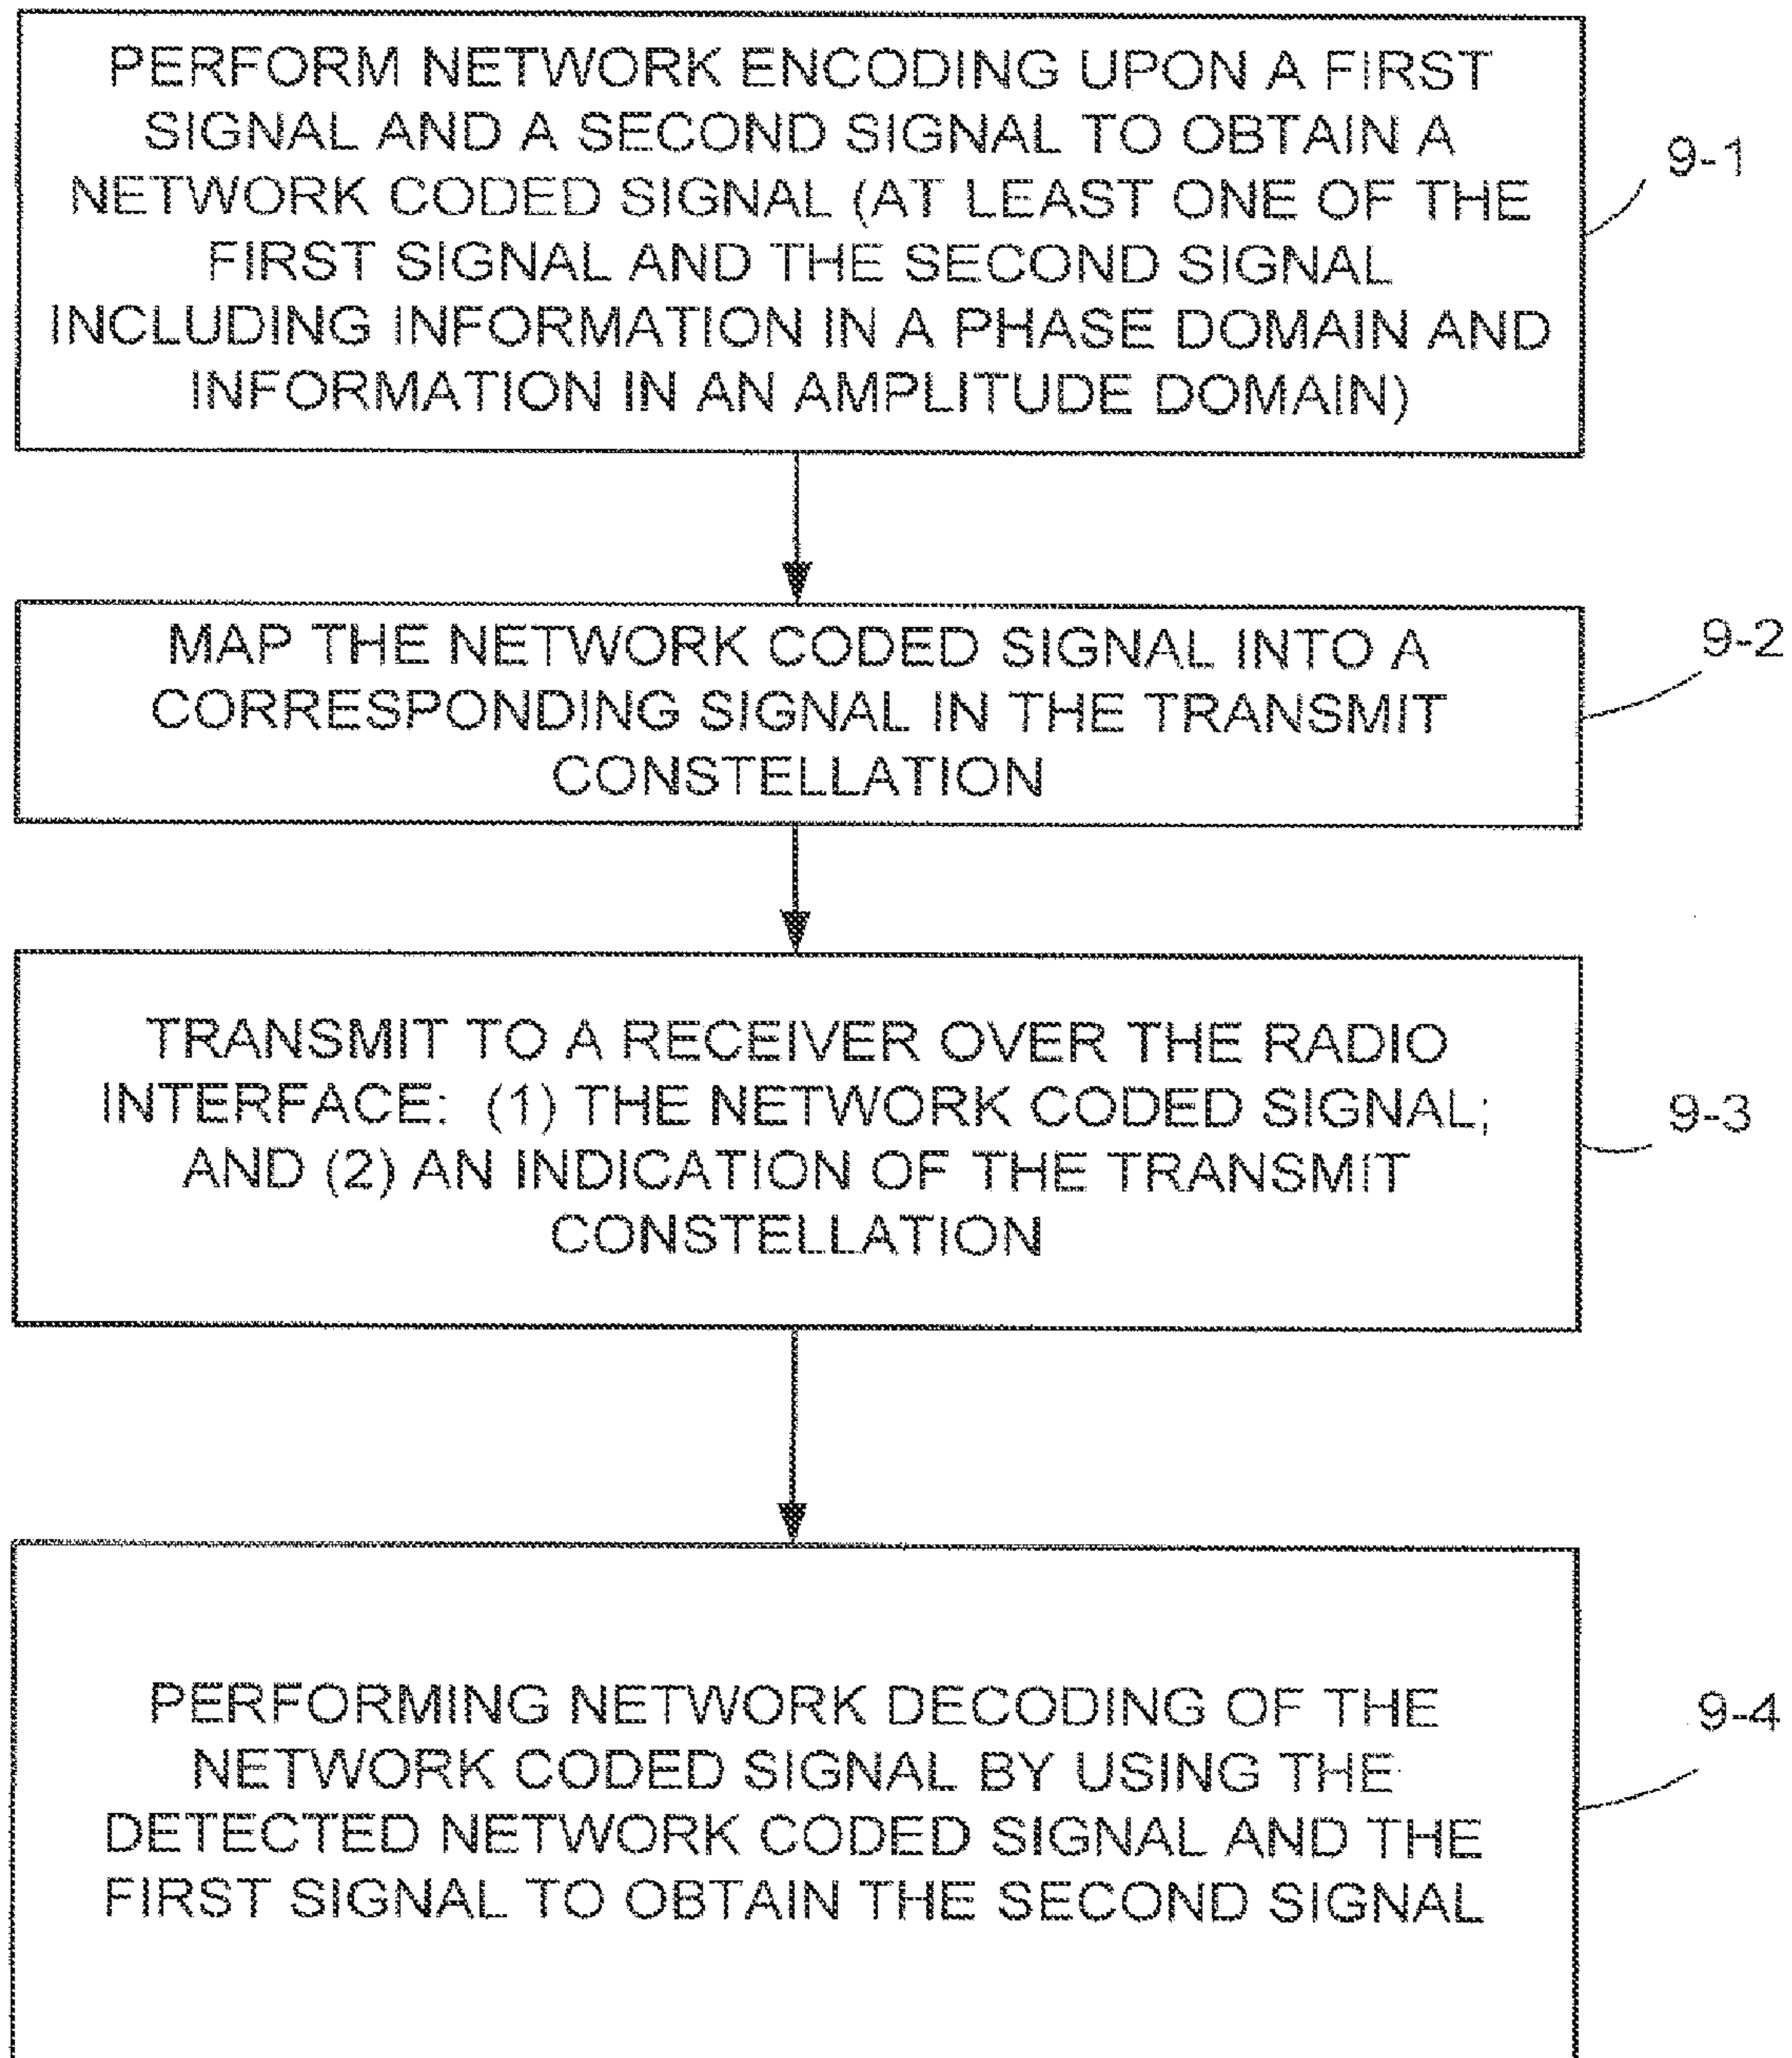 PERFORM NETWORK ENCODING UPON A FIRST
SIGNAL AND A SECOND SIGNAL TO OBTAIN A
NETWORK CODED SIGNAL (AT LEAST ONE OF THE
FIRST SIGNAL AND THE SECOND SIGNAL
INCLUDING INFORMATION IN A PHASE DOMAIN AND
INFORMATION IN AN AMPLITUDE DOMAIN)
9-1
MAP THE NETWORK CODED SIGNAL INTO A
CORRESPONDING SIGNAL IN THE TRANSMIT
CONSTELLATION
9-2
TRANSMIT TO A RECEIVER OVER THE RADIO
INTERFACE: (1) THE NETWORK CODED SIGNAL;
AND (2) AN INDICATION OF THE TRANSMIT
CONSTELLATION
9-3
PERFORMING NETWORK DECODING OF THE
NETWORK CODED SIGNAL BY USING THE
DETECTED NETWORK CODED SIGNAL AND THE
FIRST SIGNAL TO OBTAIN THE SECOND SIGNAL
9-4